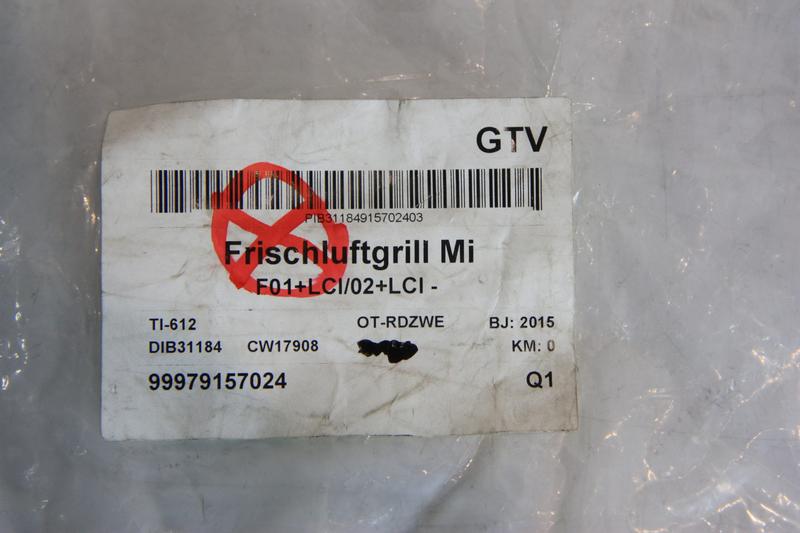 GTV
PIB31184915702403
Frischluftgrill Mi
F01+LCI/02+LCI -
TI-612 OT-RDZWE BJ: 2015
DIB31184 CW17908 KM: 0
99979157024 Q1